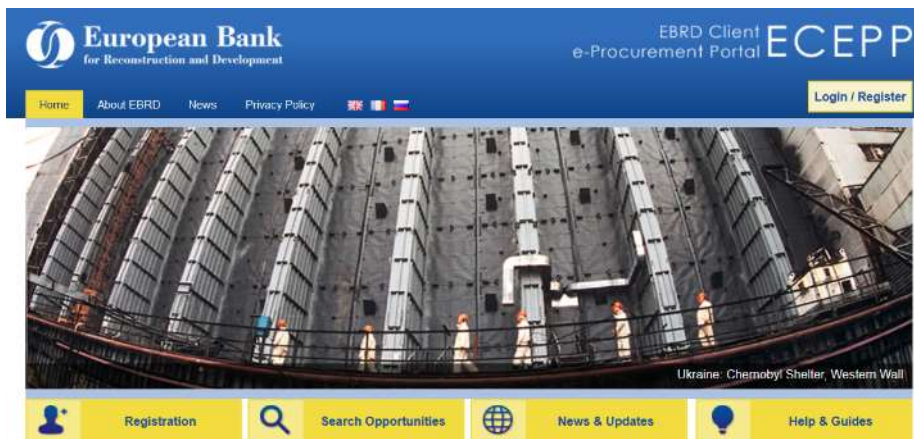 European Bank
for Reconstruction and Development
EBRD Client
e-Procurement Portal
ECEPP
Home About EBRD News Privacy Policy
Login / Register
Ukraine: Chernobyl Shelter, Western Wall
Registration Search Opportunities News & Updates Help & Guides